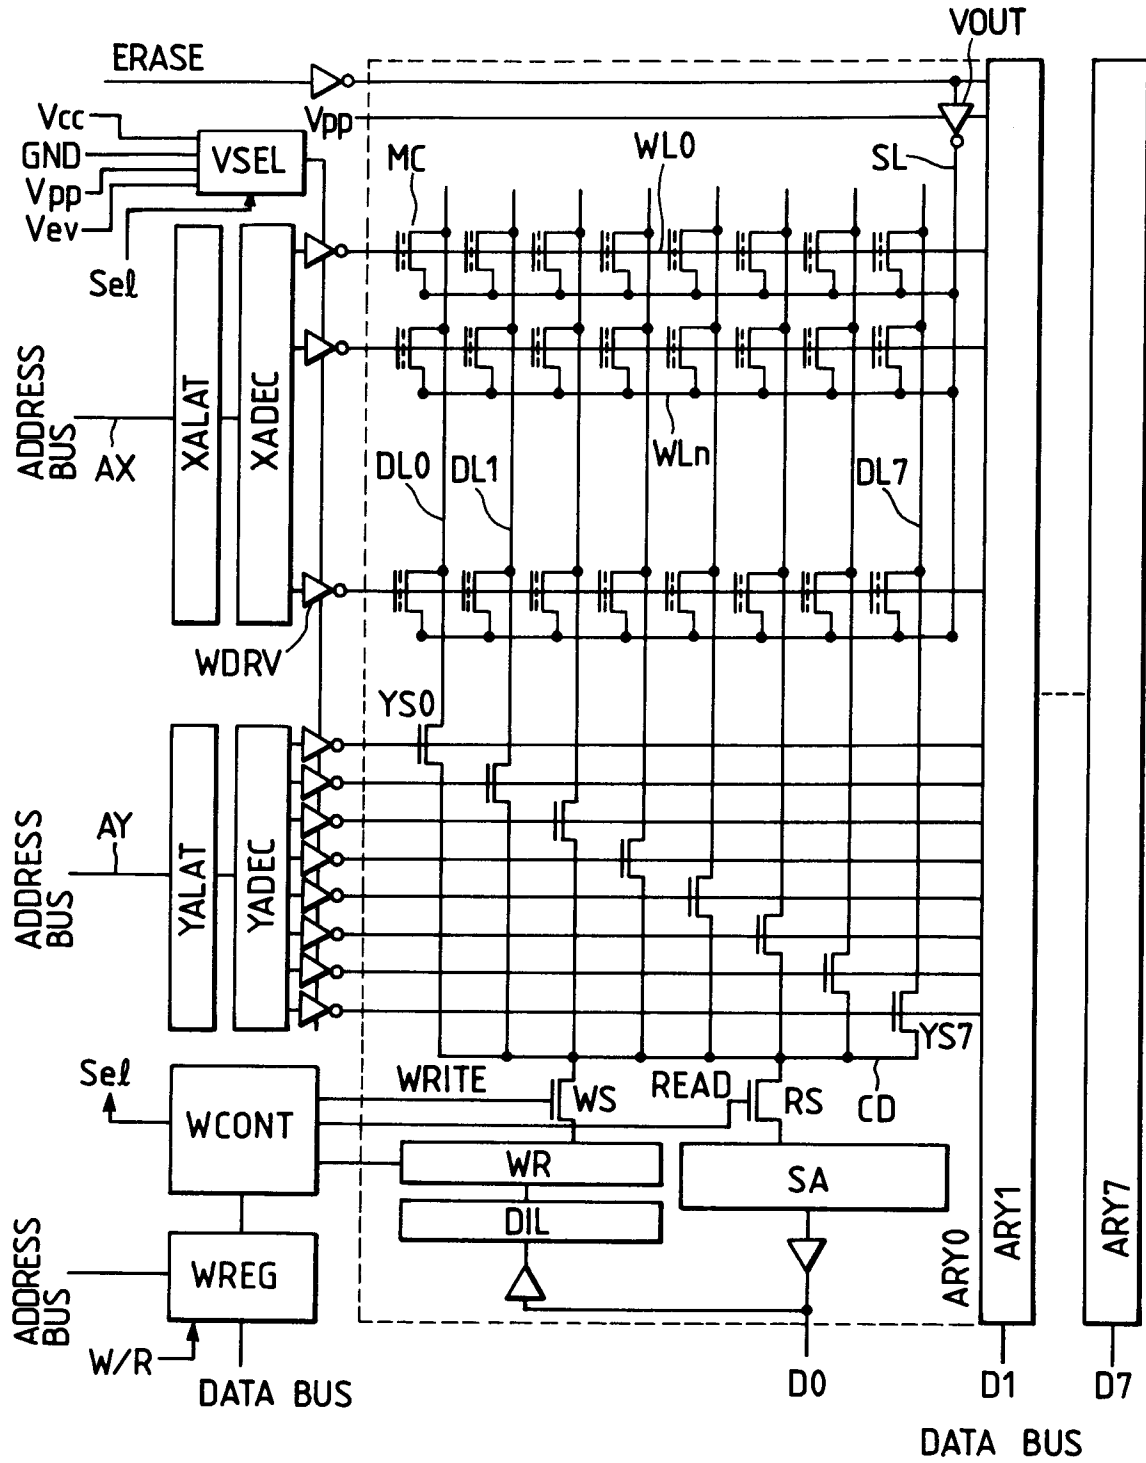 VOUT
ERASE
Vcc
Vpp
GND
VSEL
MC
WL0
SL
Vpp
Vev
Sel
ADDRESS
BUS
AX
XALAT
XADEC
WLn
DL0
DL1
DL7
WDRV
YS0
ADDRESS
BUS
AY
YALAT
YADEC
YS7
Sel
WCONT
WRITE
WS
READ
RS
CD
WR
SA
DIL
ARY0
ARY1
ARY7
ADDRESS
BUS
WREG
W/R
DATA BUS
D0
D1
D7
DATA BUS